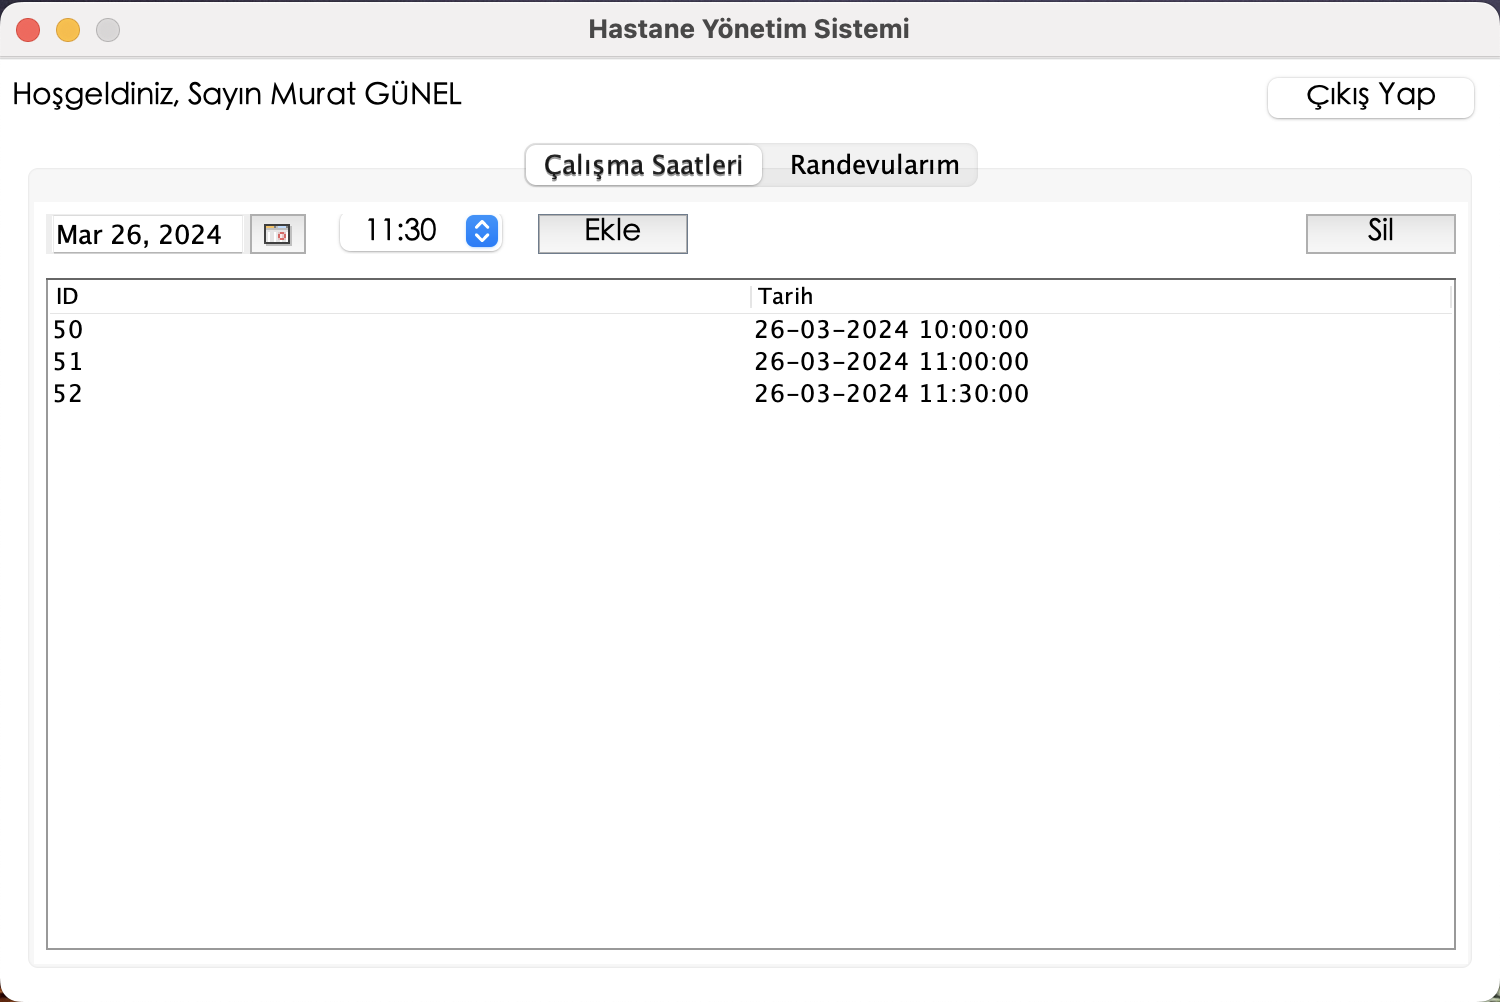 Hastane Yönetim Sistemi
Hoşgeldiniz, Sayın Murat GÜNEL
Çıkış Yap
Çalışma Saatleri Randevularım
Mar 26, 2024 11:30 Ekle Sil
ID Tarih
50 26-03-2024 10:00:00
51 26-03-2024 11:00:00
52 26-03-2024 11:30:00